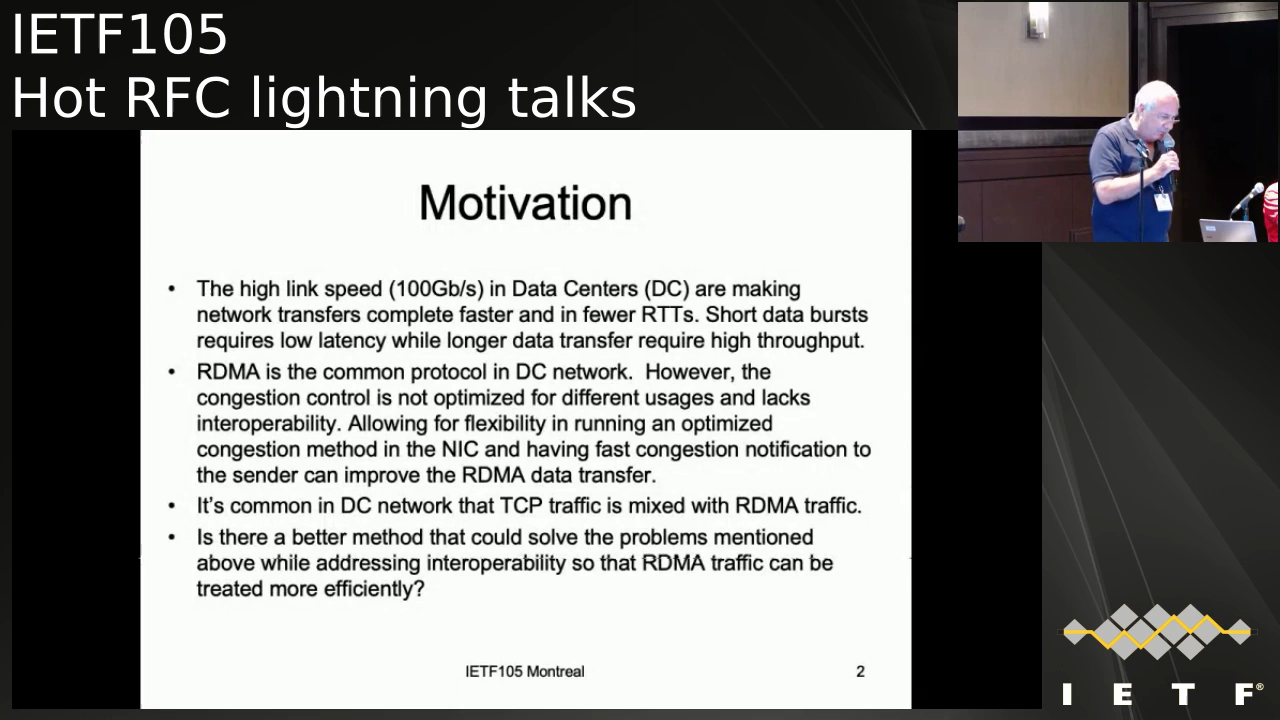 IETF105
Hot RFC lightning talks
Motivation
• The high link speed (100Gb/s) in Data Centers (DC) are making
network transfers complete faster and in fewer RTTs. Short data bursts
requires low latency while longer data transfer require high throughput.
• RDMA is the common protocol in DC network.  However, the
congestion control is not optimized for different usages and lacks
interoperability. Allowing for flexibility in running an optimized
congestion method in the NIC and having fast congestion notification to
the sender can improve the RDMA data transfer.
• It's common in DC network that TCP traffic is mixed with RDMA traffic.
• Is there a better method that could solve the problems mentioned
above while addressing interoperability so that RDMA traffic can be
treated more efficiently?
IETF105 Montreal
2
I E T F®